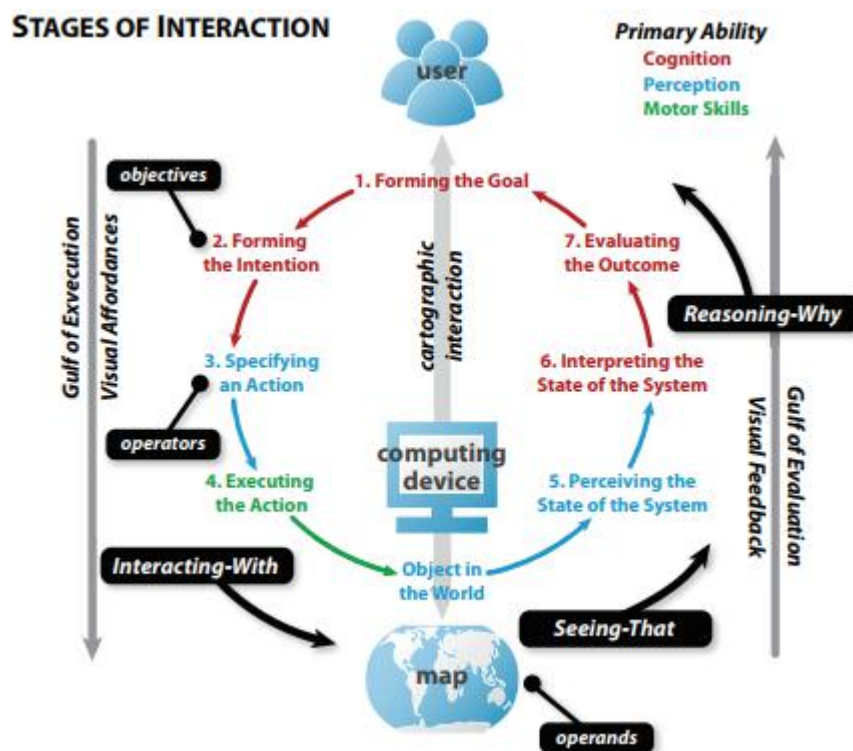 STAGES OF INTERACTION
user
Primary Ability
Cognition
Perception
Motor Skills
objectives
1. Forming the Goal
2. Forming
the Intention
7. Evaluating
the Outcome
Gulf of Exvecution
Visual Affordances
cartographic
interaction
Reasoning-Why
3. Specifying
an Action
6. Interpreting the
State of the System
operators
computing
device
4. Executing
the Action
5. Perceiving the
State of the System
Gulf of Evaluation
Visual Feedback
Interacting-With
Object in
the World
Seeing-That
map
operands